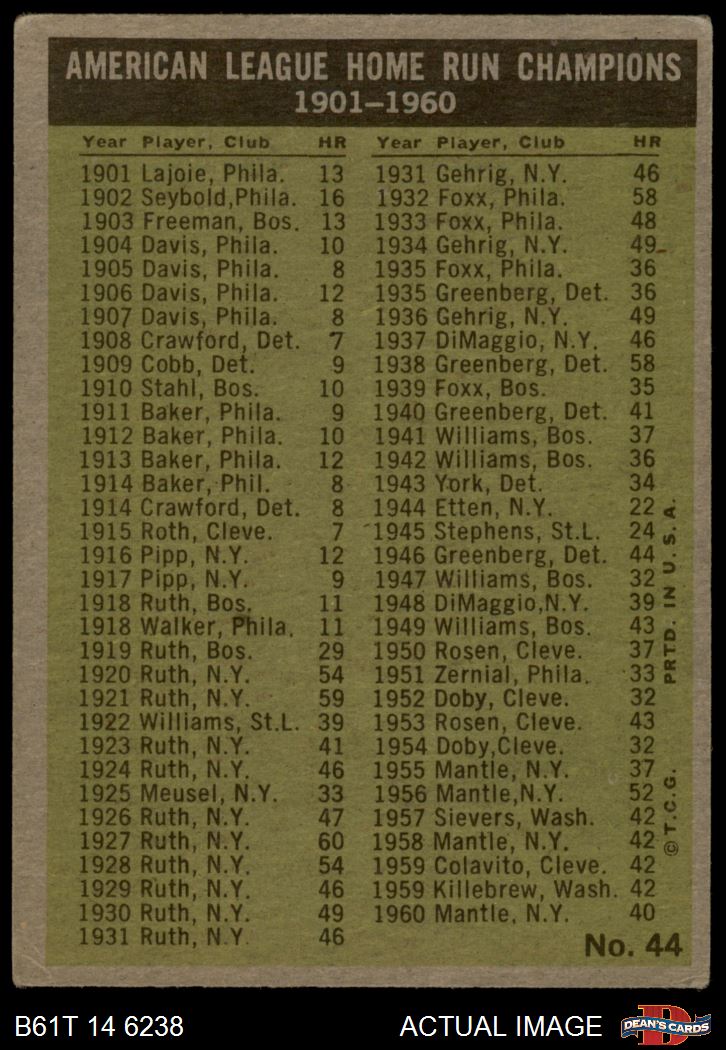 AMERICAN LEAGUE HOME RUN CHAMPIONS
1901–1960
Year Player, Club HR
1901 Lajoie, Phila. 13
1902 Seybold,Phila. 16
1903 Freeman, Bos. 13
1904 Davis, Phila. 10
1905 Davis, Phila. 8
1906 Davis, Phila. 12
1907 Davis, Phila. 8
1908 Crawford, Det. 7
1909 Cobb, Det. 9
1910 Stahl, Bos. 10
1911 Baker, Phila. 9
1912 Baker, Phila. 10
1913 Baker, Phila. 12
1914 Baker, Phil. 8
1914 Crawford, Det. 8
1915 Roth, Cleve. 7
1916 Pipp, N.Y. 12
1917 Pipp, N.Y. 9
1918 Ruth, Bos. 11
1918 Walker, Phila. 11
1919 Ruth, Bos. 29
1920 Ruth, N.Y. 54
1921 Ruth, N.Y. 59
1922 Williams, St.L. 39
1923 Ruth, N.Y. 41
1924 Ruth, N.Y. 46
1925 Meusel, N.Y. 33
1926 Ruth, N.Y. 47
1927 Ruth, N.Y. 60
1928 Ruth, N.Y. 54
1929 Ruth, N.Y. 46
1930 Ruth, N.Y. 49
1931 Ruth, N.Y. 46
Year Player, Club HR
1931 Gehrig, N.Y. 46
1932 Foxx, Phila. 58
1933 Foxx, Phila. 48
1934 Gehrig, N.Y. 49
1935 Foxx, Phila. 36
1935 Greenberg, Det. 36
1936 Gehrig, N.Y. 49
1937 DiMaggio, N.Y. 46
1938 Greenberg, Det. 58
1939 Foxx, Bos. 35
1940 Greenberg, Det. 41
1941 Williams, Bos. 37
1942 Williams, Bos. 36
1943 York, Det. 34
1944 Etten, N.Y. 22
1945 Stephens, St.L. 24
1946 Greenberg, Det. 44
1947 Williams, Bos. 32
1948 DiMaggio,N.Y. 39
1949 Williams, Bos. 43
1950 Rosen, Cleve. 37
1951 Zernial, Phila. 33
1952 Doby, Cleve. 32
1953 Rosen, Cleve. 43
1954 Doby,Cleve. 32
1955 Mantle, N.Y. 37
1956 Mantle,N.Y. 52
1957 Sievers, Wash. 42
1958 Mantle, N.Y. 42
1959 Colavito, Cleve. 42
1959 Killebrew, Wash. 42
1960 Mantle, N.Y. 40
No. 44
© T.C.G. PRTD. IN U.S.A.
B61T 14 6238
ACTUAL IMAGE
D
DEAN'S CARDS